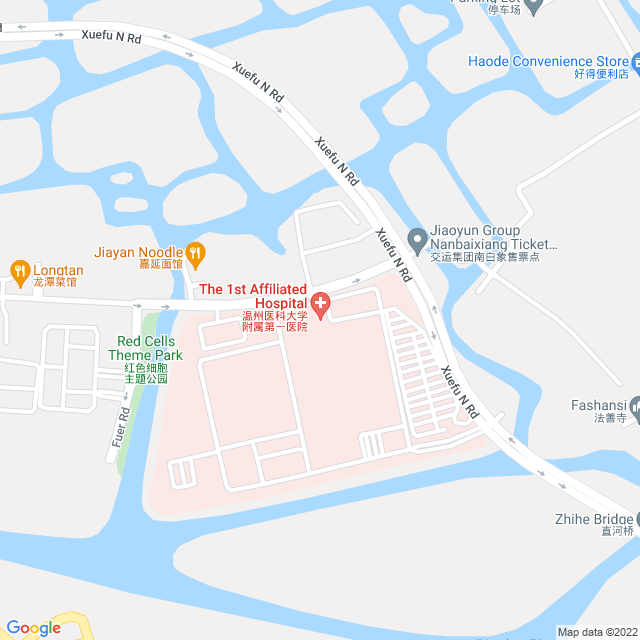 Parking Lot
停车场
Xuefu N Rd
Haode Convenience Store
好得便利店
Xuefu N Rd
Xuefu N Rd
Jiaoyun Group
Nanbaixiang Ticket...
交运集团南白象售票点
Xuefu N Rd
Jiayan Noodle
嘉延面馆
Longtan
龙潭菜馆
The 1st Affiliated
Hospital
温州医科大学
附属第一医院
Red Cells
Theme Park
红色细胞
主题公园
Fuer Rd
Xuefu N Rd
Fashansi
法善寺
Zhihe Bridge
直河桥
Google
Map data ©2022